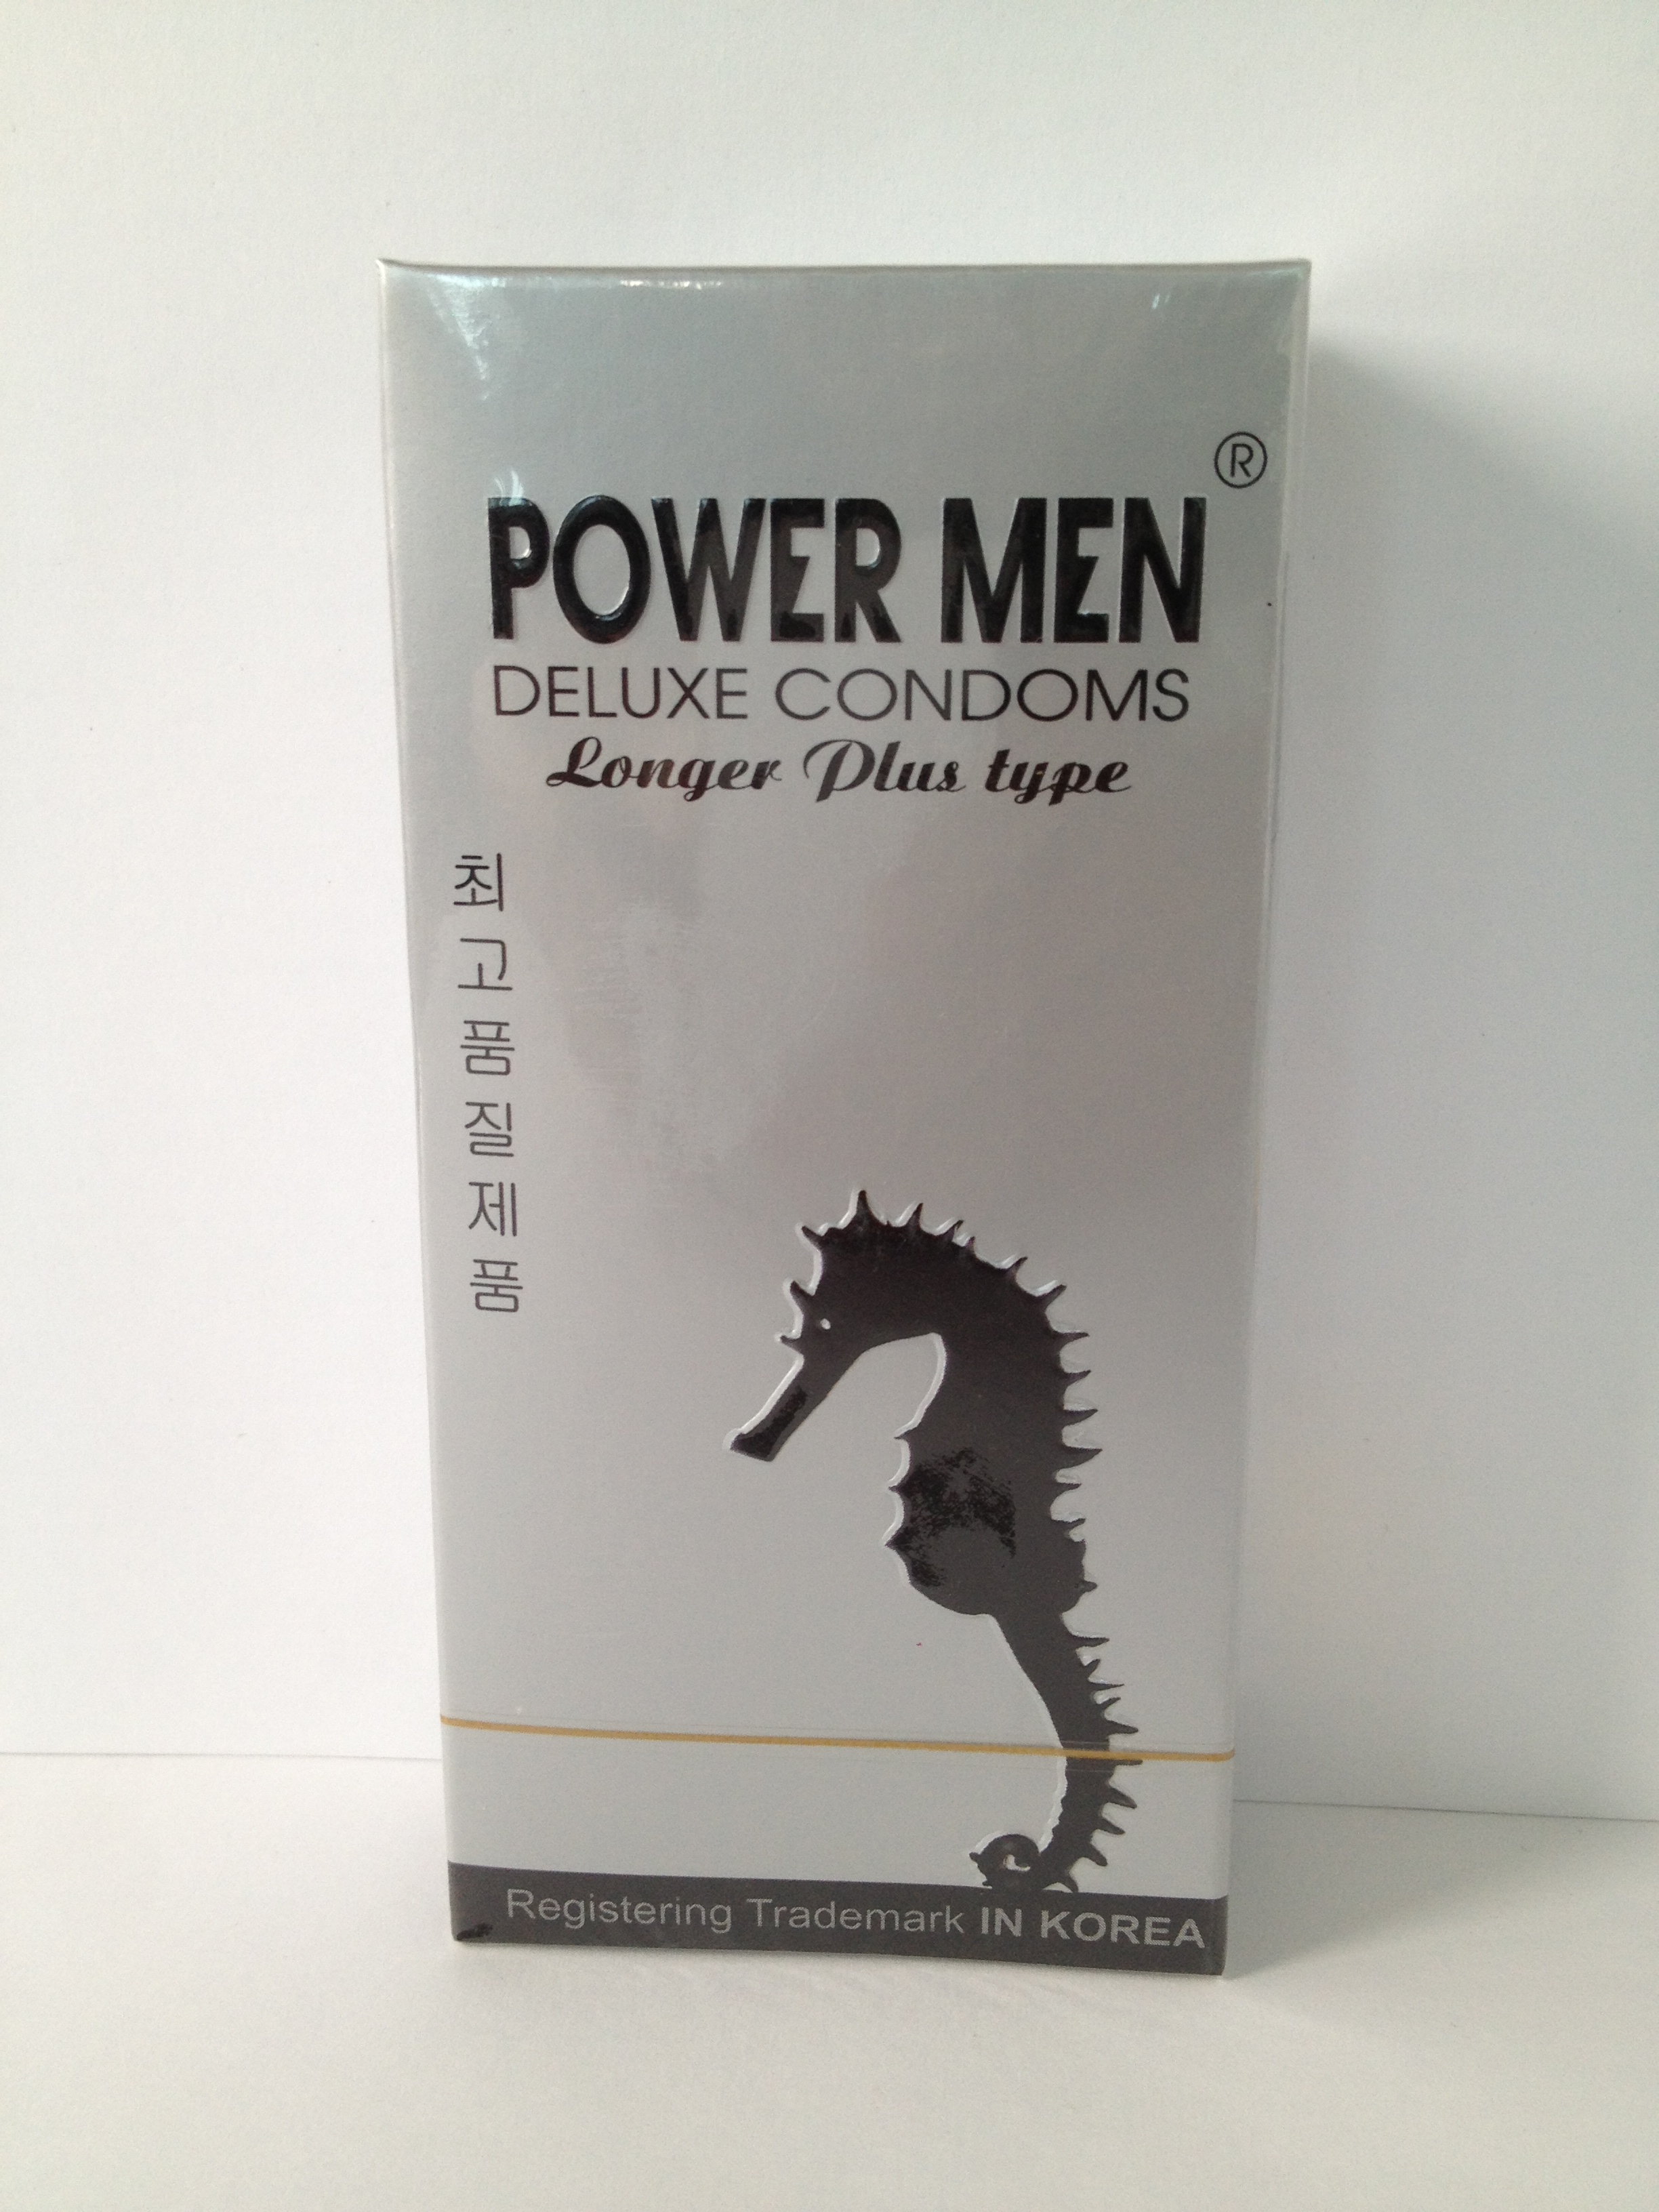 ®
POWER MEN
DELUXE CONDOMS
Longer Plus type
최고품질제품
Registering Trademark IN KOREA